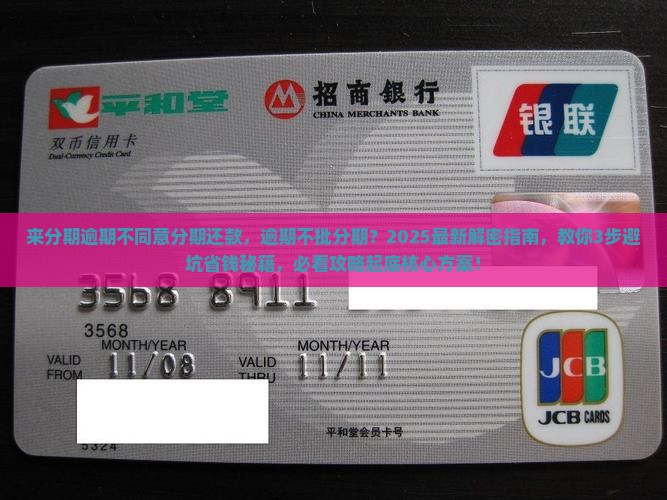 平和堂
双币信用卡
Dual-Currency Credit Card
招商银行
CHINA MERCHANTS BANK
银联
来分期逾期不同意分期还款，逾期不批分期？2025最新解密指南，教你3步避
坑省钱秘籍，必看攻略起底核心方案！
3568 8911
3568
MONTH/YEAR MONTH/YEAR
VALID FROM 11/08 VALID THRU 11/11
JCB
JCB CARDS
平和堂会员卡号
5324